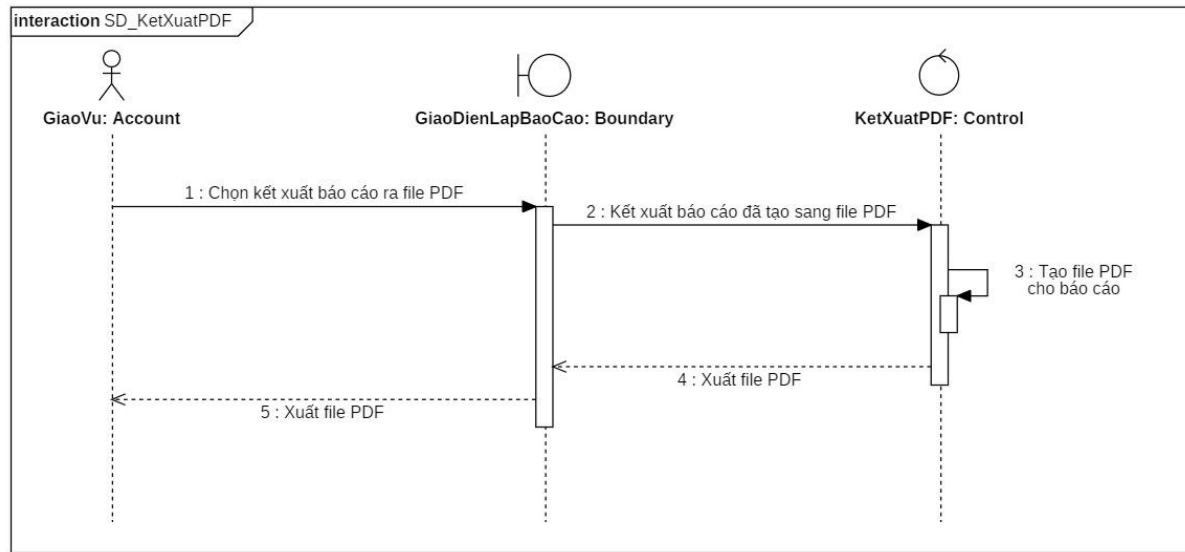 interaction SD_KetXuatPDF
GiaoVu: Account
GiaoDienLapBaoCao: Boundary
KetXuatPDF: Control
1 : Chọn kết xuất báo cáo ra file PDF
2 : Kết xuất báo cáo đã tạo sang file PDF
3 : Tạo file PDF
cho báo cáo
4 : Xuất file PDF
5 : Xuất file PDF